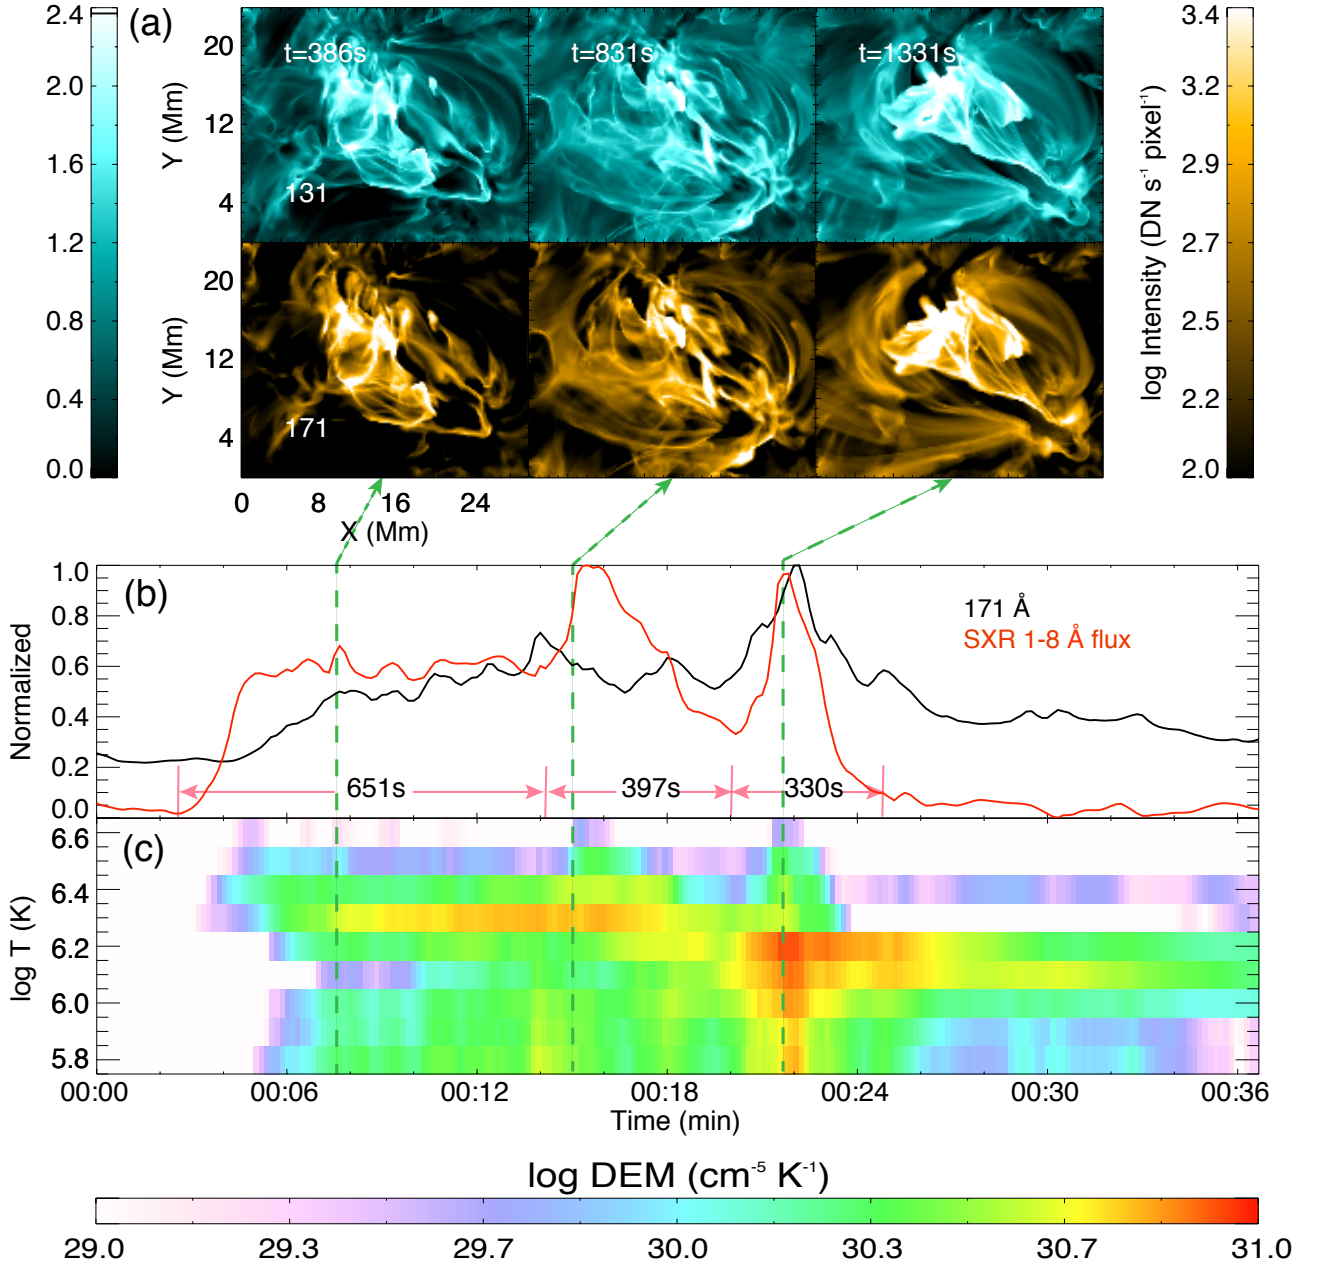 (a)
2.4
2.0
1.6
1.2
0.8
0.4
0.0
Y (Mm)
20
12
4
t=386s
t=831s
t=1331s
131
Y (Mm)
20
12
4
171
0 8 16 24
X (Mm)
3.4
3.2
2.9
2.7
2.5
2.2
2.0
log Intensity (DN s⁻¹ pixel⁻¹)
(b)
Normalized
1.0
0.8
0.6
0.4
0.2
0.0
171 Å
SXR 1-8 Å flux
651s
397s
330s
(c)
log T (K)
6.6
6.4
6.2
6.0
5.8
00:00 00:06 00:12 00:18 00:24 00:30 00:36
Time (min)
log DEM (cm⁻⁵ K⁻¹)
29.0 29.3 29.7 30.0 30.3 30.7 31.0